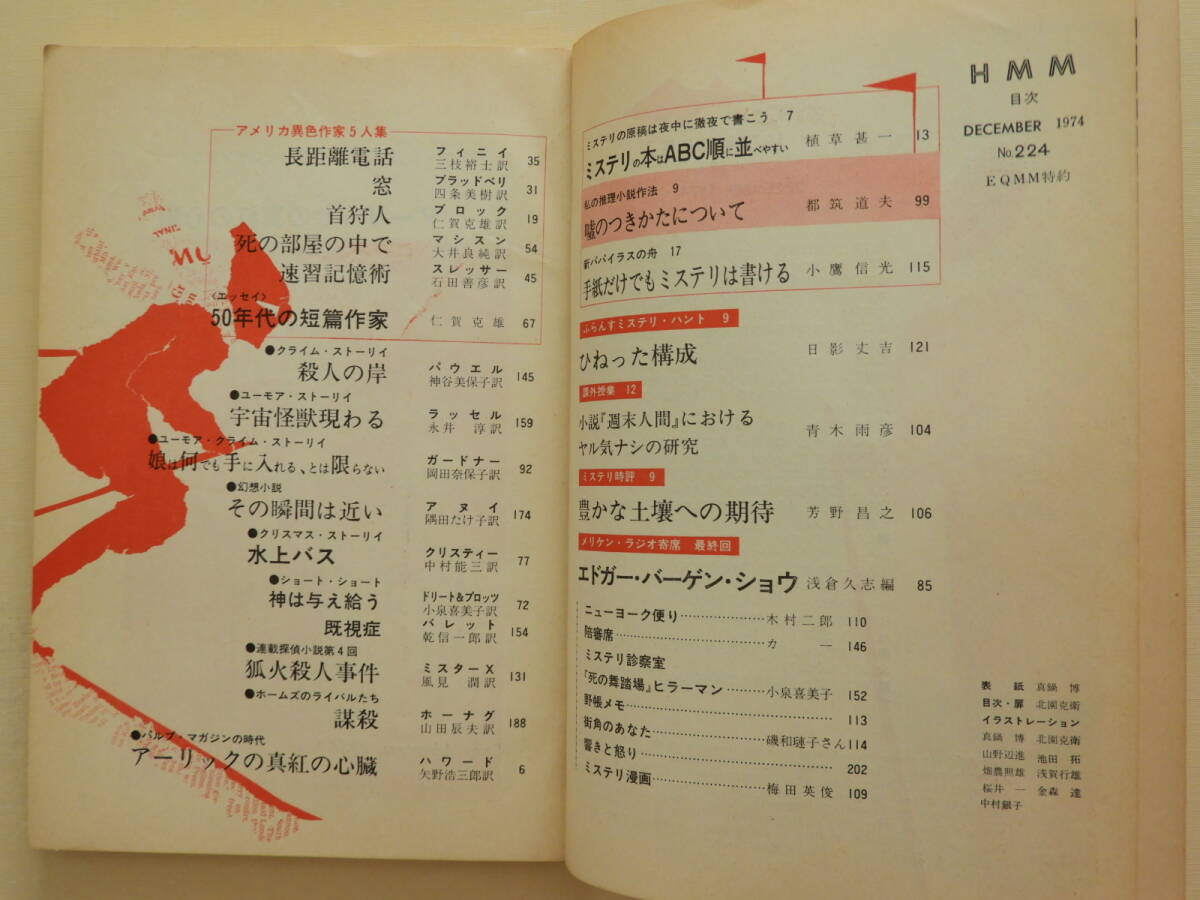 HMM
目次
DECEMBER 1974
No.224
EQMM特約
ミステリの原稿は夜中に徹夜で書こう 7
ミステリの本はABC順に並べやすい 植草甚一 13
私の推理小説作法 9
嘘のつきかたについて 都筑道夫 99
新パパイラスの舟 17
手紙だけでもミステリは書ける 小鷹信光 115
ふらんすミステリ・ハント 9
ひねった構成 日影丈吉 121
課外授業 12
小説『週末人間』における
ヤル気ナシの研究 青木雨彦 104
ミステリ時評 9
豊かな土壌への期待 芳野昌之 106
メリケン・ラジオ寄席 最終回
エドガー・バーゲン・ショウ 浅倉久志編 85
ニューヨーク便り 木村二郎 110
陪審席 カー 146
ミステリ診察室
『死の舞踏場』ヒラーマン 小泉喜美子 152
野帳メモ 113
街角のあなた 磯和璉子さん 114
響きと怒り 202
ミステリ漫画 梅田英俊 109
表紙 真鍋博
目次・扉 北園克衛
イラストレーション
真鍋博 北園克衛
山野辺進 池田拓
畑農照雄 浅賀行雄
桜井一 金森達
中村銀子
アメリカ異色作家5人集
長距離電話 フィニイ 三枝裕士訳 35
窓 ブラッドベリ 四条美樹訳 31
首狩人 ブロック 仁賀克雄訳 19
死の部屋の中で マシスン 大井良純訳 54
速習記憶術 スレッサー 石田善彦訳 45
〈エッセイ〉
50年代の短篇作家 仁賀克雄 67
●クライム・ストーリイ
殺人の岸 パウエル 神谷美保子訳 145
●ユーモア・ストーリイ
宇宙怪獣現わる ラッセル 永井淳訳 159
●ユーモア・クライム・ストーリイ
娘は何でも手に入れる、とは限らない ガードナー 岡田奈保子訳 92
●幻想小説
その瞬間は近い アヌイ 隅田たけ子訳 174
●クリスマス・ストーリイ
水上バス クリスティー 中村能三訳 77
●ショート・ショート
神は与え給う ドリート&プロッツ 小泉喜美子訳 72
既視症 バレット 乾信一郎訳 154
●連載探偵小説第4回
狐火殺人事件 ミスターX 風見潤訳 131
●ホームズのライバルたち
謀殺 ホーナグ 山田辰夫訳 188
●パルプ・マガジンの時代
アーリックの真紅の心臓 ハワード 矢野浩三郎訳 6